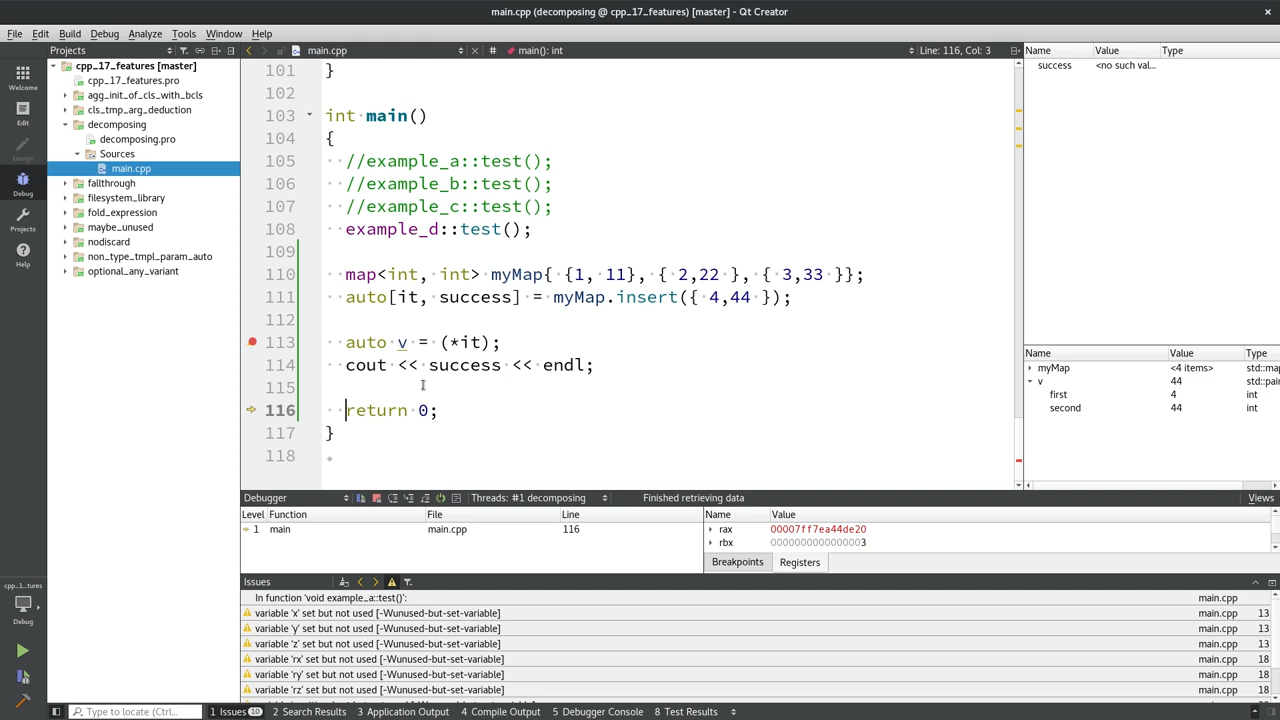 main.cpp (decomposing @ cpp_17_features) [master] - Qt Creator
File Edit Build Debug Analyze Tools Window Help
Projects main.cpp # main(): int Line: 116, Col: 3
Name Value Type
success <no such val...
Welcome
Edit
Design
Debug
Projects
Help
cpp_17_features [master]
cpp_17_features.pro
agg_init_of_cls_with_bcls
cls_tmp_arg_deduction
decomposing
decomposing.pro
Sources
main.cpp
fallthrough
filesystem_library
fold_expression
maybe_unused
nodiscard
non_type_tmpl_param_auto
optional_any_variant
101 }
102
103 int main()
104 {
105 //example_a::test();
106 //example_b::test();
107 //example_c::test();
108 example_d::test();
109
110 map<int, int> myMap{ {1, 11}, { 2,22 }, { 3,33 }};
111 auto[it, success] = myMap.insert({ 4,44 });
112
113 auto v = (*it);
114 cout << success << endl;
115
116 return 0;
117 }
118
Name Value Type
myMap <4 items> std::ma
v 44 std::pai
first 4 int
second 44 int
Debugger Threads: #1 decomposing Finished retrieving data Views
Level Function File Line
1 main main.cpp 116
Name Value
rax 00007ff7ea44de20
rbx 0000000000000003
Breakpoints Registers
Issues
In function 'void example_a::test()': main.cpp
variable 'x' set but not used [-Wunused-but-set-variable] main.cpp 13
variable 'y' set but not used [-Wunused-but-set-variable] main.cpp 13
variable 'z' set but not used [-Wunused-but-set-variable] main.cpp 13
variable 'rx' set but not used [-Wunused-but-set-variable] main.cpp 18
variable 'ry' set but not used [-Wunused-but-set-variable] main.cpp 18
variable 'rz' set but not used [-Wunused-but-set-variable] main.cpp 18
cpp_1...tures
Debug
Type to locate (Ctrl+... 1 Issues 10 2 Search Results 3 Application Output 4 Compile Output 5 Debugger Console 8 Test Results